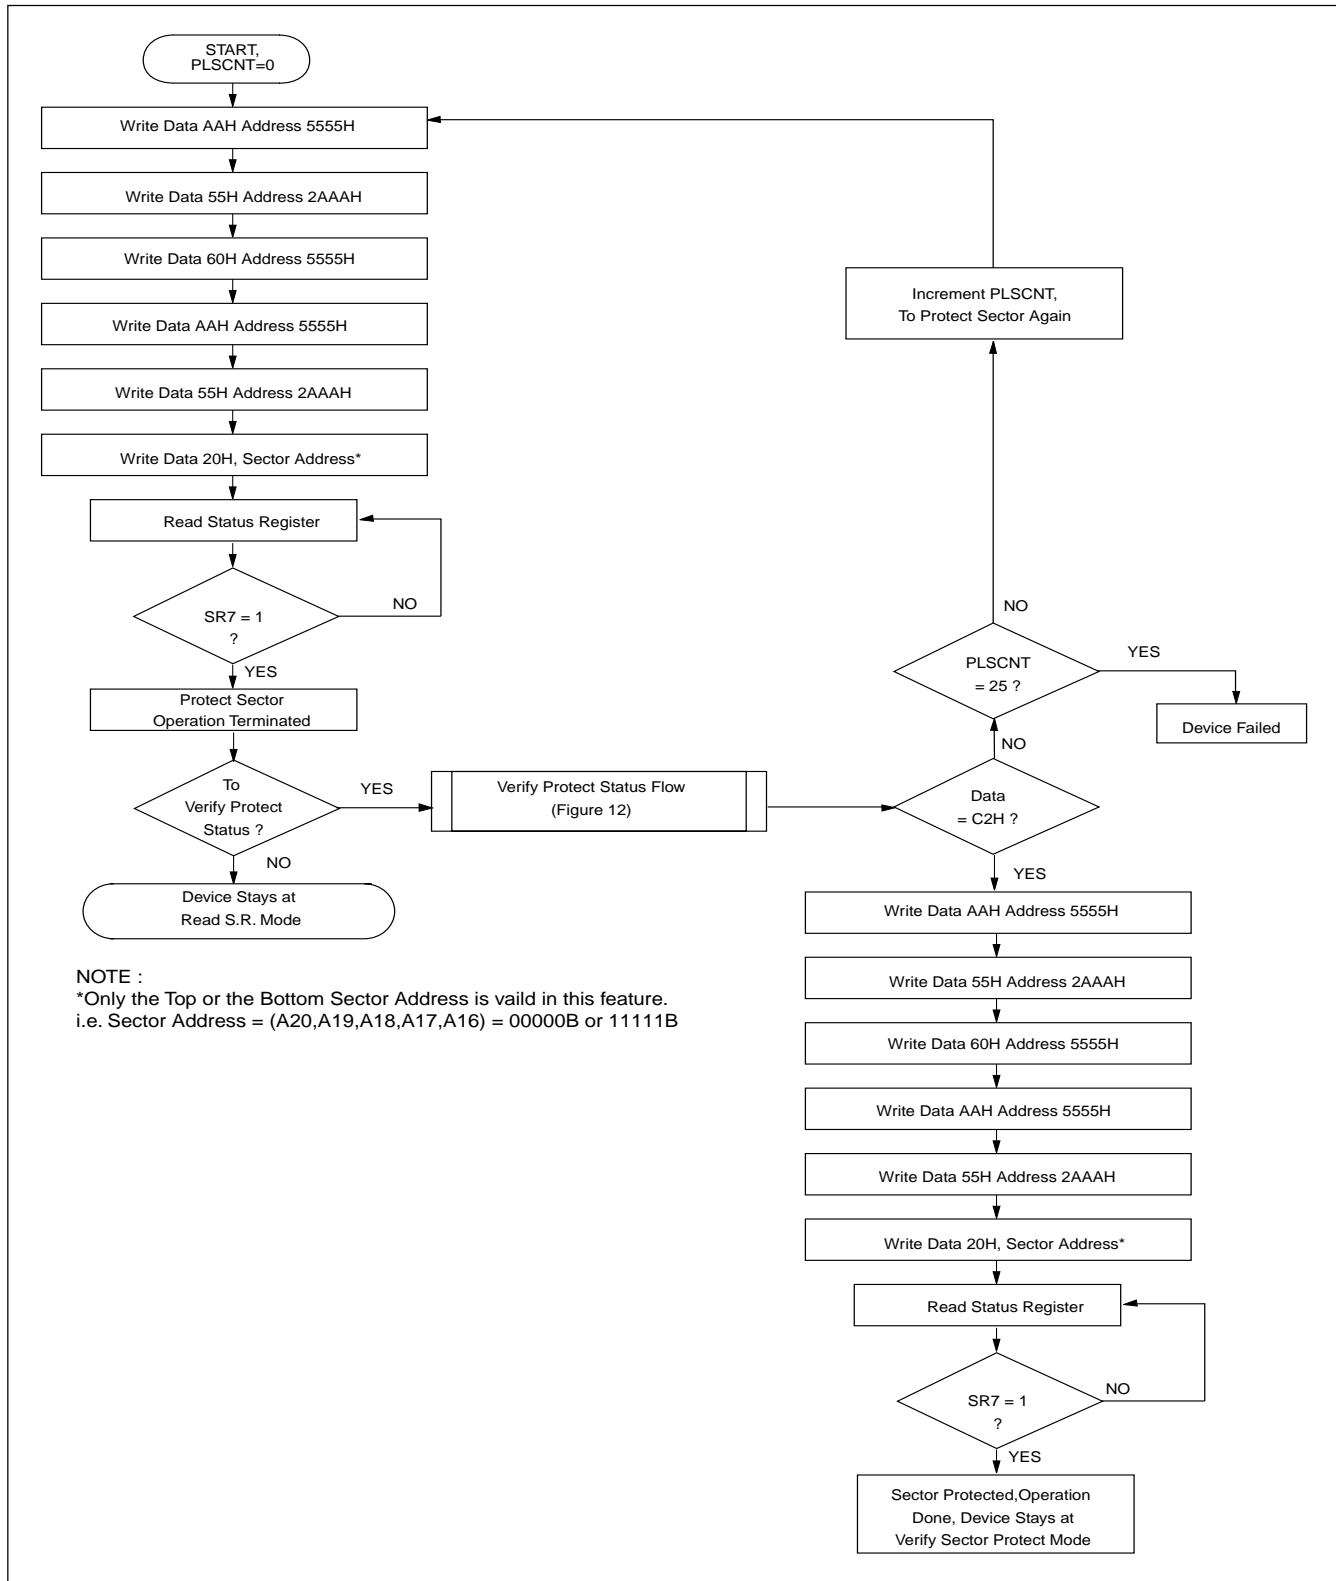 START,
PLSCNT=0
Write Data AAH Address 5555H
Write Data 55H Address 2AAAH
Write Data 60H Address 5555H
Write Data AAH Address 5555H
Write Data 55H Address 2AAAH
Write Data 20H, Sector Address*
Read Status Register
SR7 = 1
?
NO
YES
Protect Sector
Operation Terminated
To
Verify Protect
Status ?
YES
NO
Device Stays at
Read S.R. Mode
Verify Protect Status Flow
(Figure 12)
Data
= C2H ?
NO
PLSCNT
= 25 ?
YES
Device Failed
NO
Increment PLSCNT,
To Protect Sector Again
YES
Write Data AAH Address 5555H
Write Data 55H Address 2AAAH
Write Data 60H Address 5555H
Write Data AAH Address 5555H
Write Data 55H Address 2AAAH
Write Data 20H, Sector Address*
Read Status Register
SR7 = 1
?
NO
YES
Sector Protected,Operation
Done, Device Stays at
Verify Sector Protect Mode
NOTE :
*Only the Top or the Bottom Sector Address is vaild in this feature.
i.e. Sector Address = (A20,A19,A18,A17,A16) = 00000B or 11111B